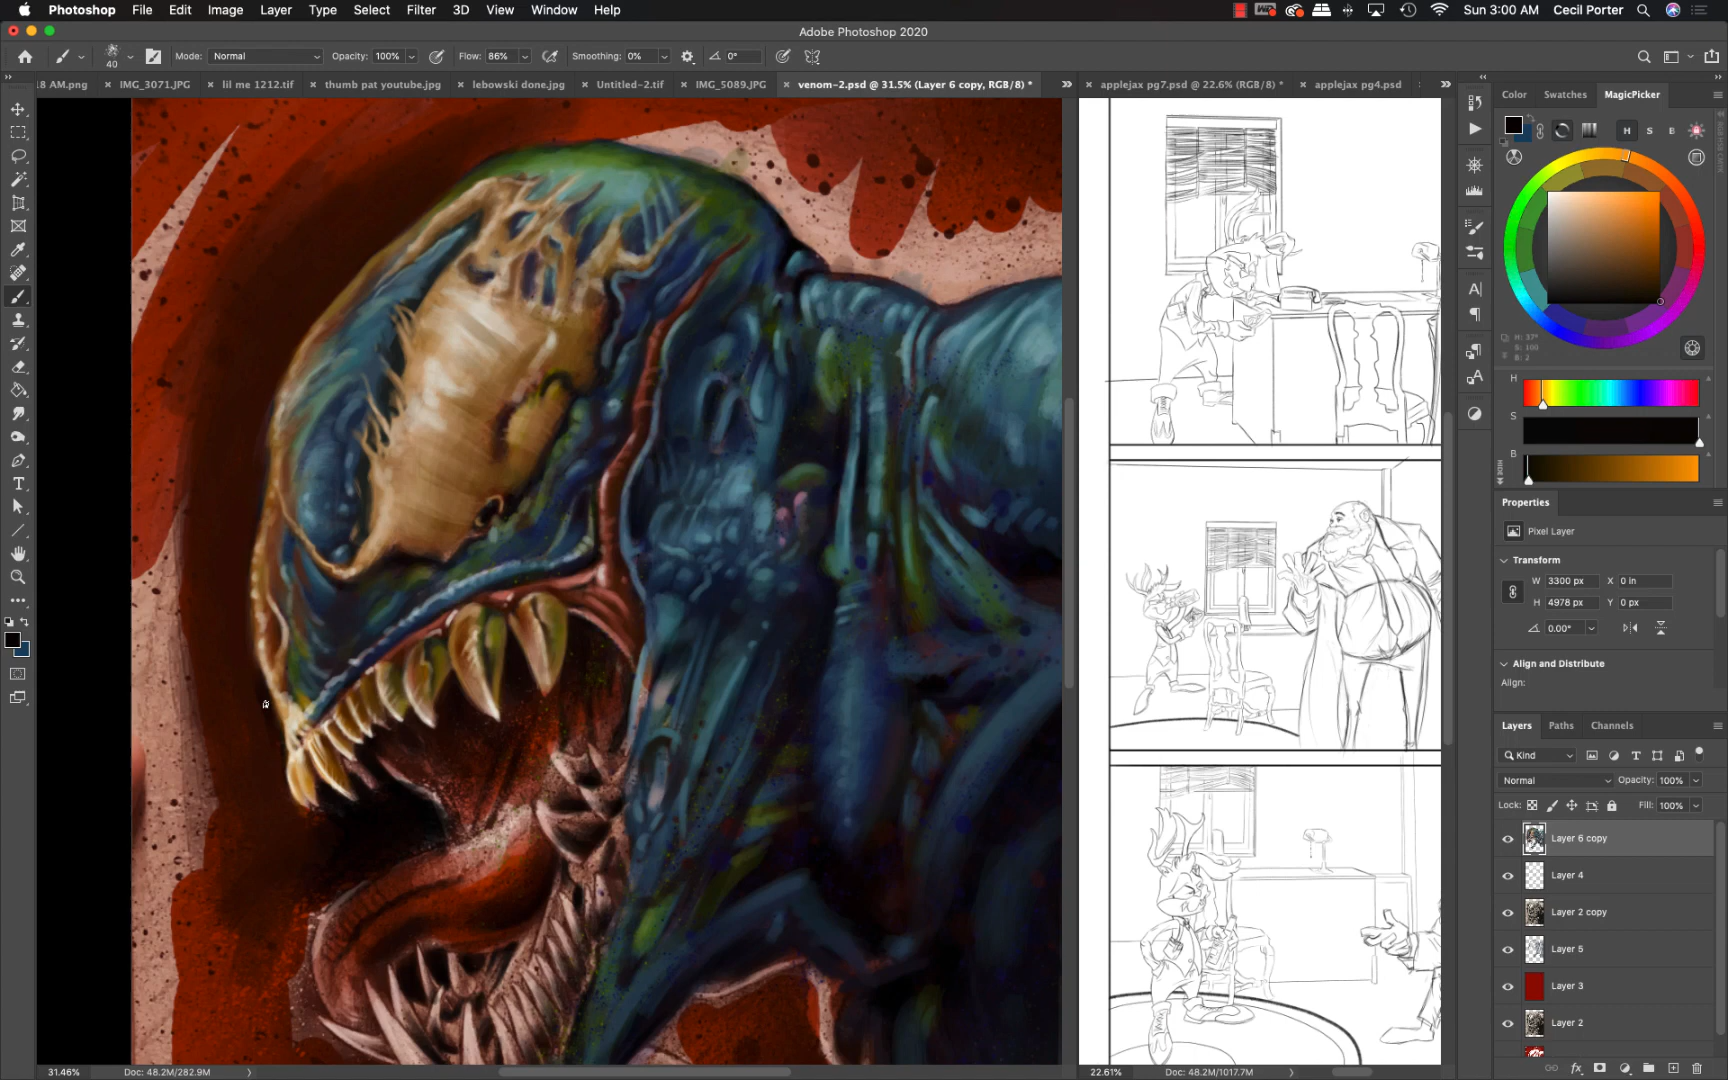 Photoshop File Edit Image Layer Type Select Filter 3D View Window Help Sun 3:00 AM Cecil Porter
Adobe Photoshop 2020
40 Mode: Normal Opacity: 100% Flow: 86% Smoothing: 0% 0°
18 AM.png × IMG_3071.JPG × lil me 1212.tif × thumb pat youtube.jpg × lebowski done.jpg × Untitled-2.tif × IMG_5089.JPG × venom-2.psd @ 31.5% (Layer 6 copy, RGB/8) * × applejax pg7.psd @ 22.6% (RGB/8) * × applejax pg4.psd
Color Swatches MagicPicker
H S B
H: 37°
S: 100
B: 2
H
S
B
HIDE
Properties
Pixel Layer
Transform
W 3300 px X 0 in
H 4978 px Y 0 px
0.00°
Align and Distribute
Align:
Layers Paths Channels
Kind
Normal Opacity: 100%
Lock: Fill: 100%
Layer 6 copy
Layer 4
Layer 2 copy
Layer 5
Layer 3
Layer 2
31.46% Doc: 48.2M/282.9M 22.61% Doc: 48.2M/1017.7M